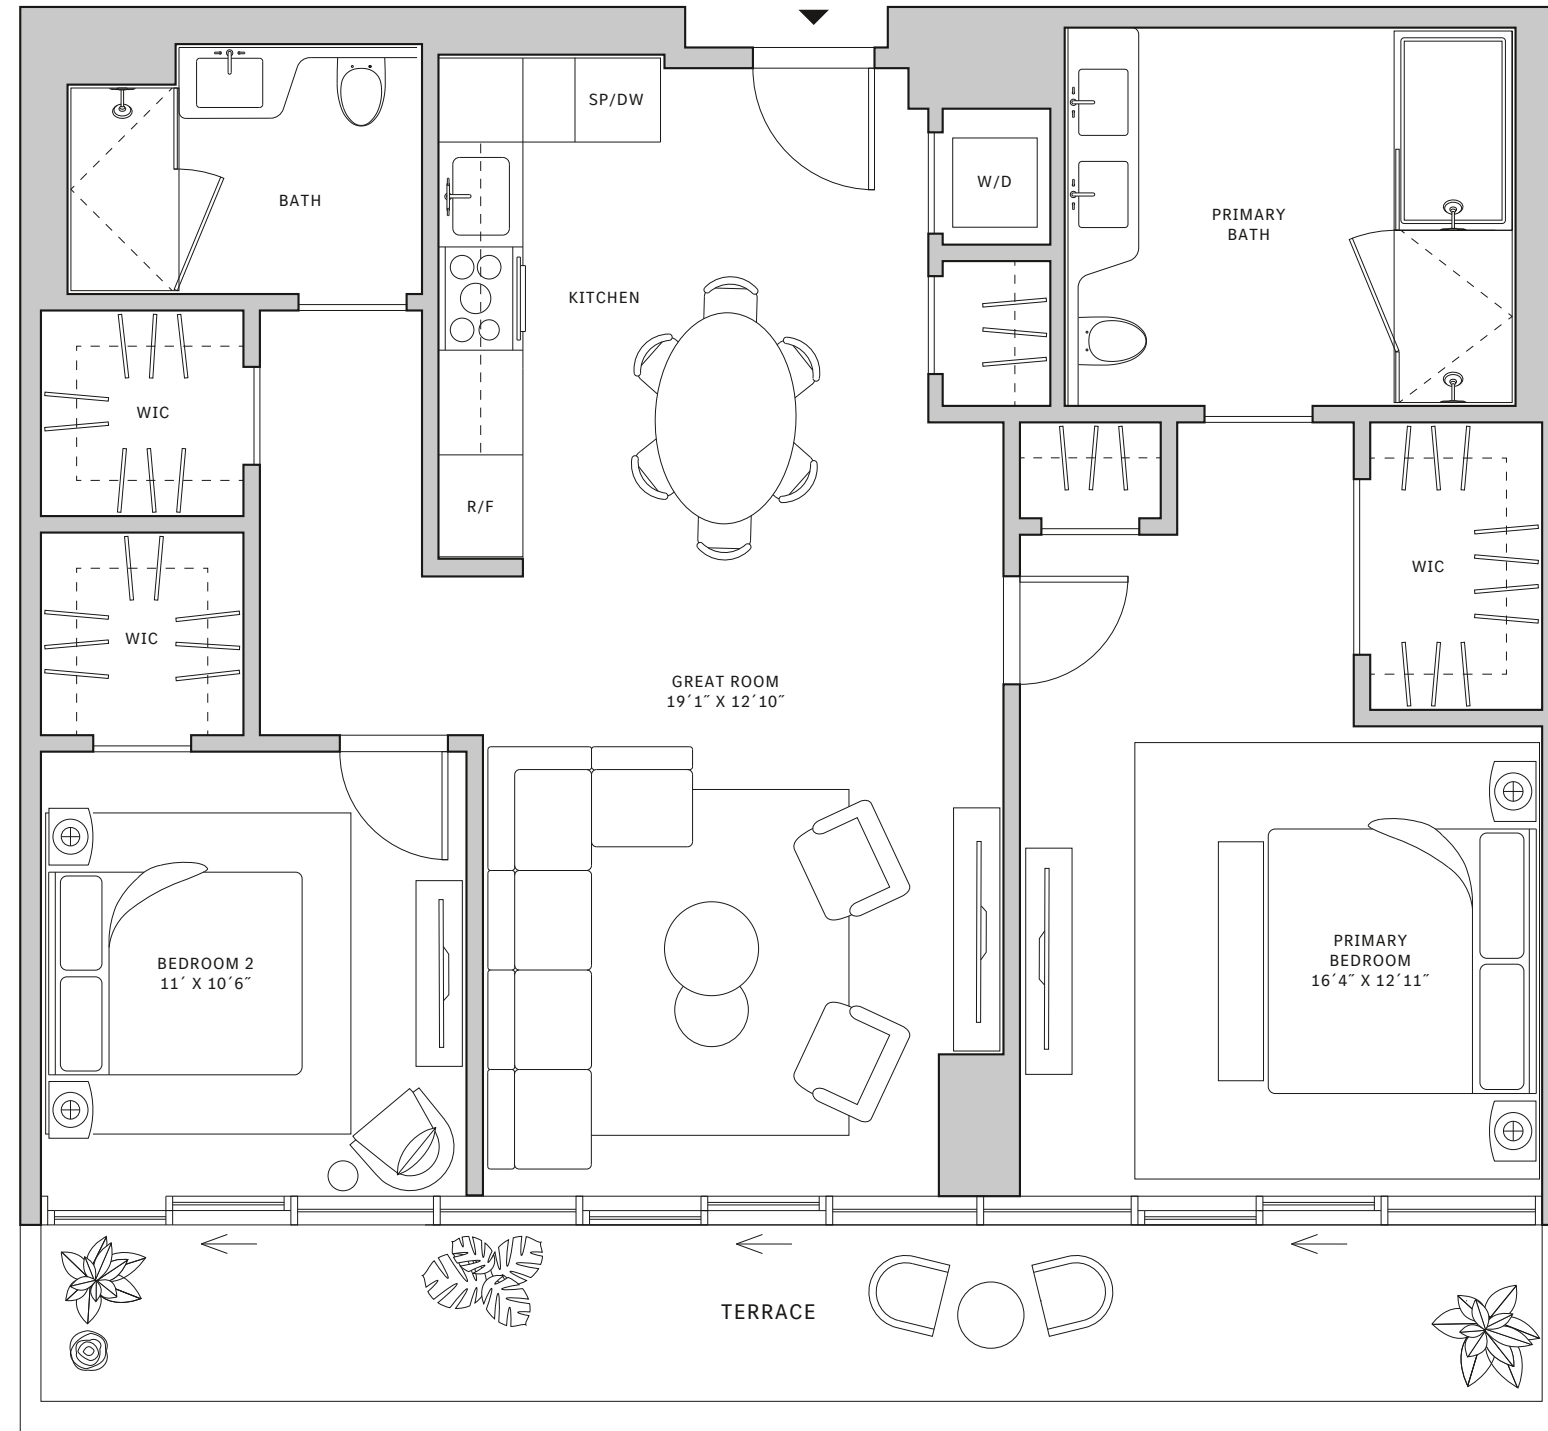 SP/DW
W/D
BATH
PRIMARY
BATH
KITCHEN
WIC
R/F
WIC
WIC
GREAT ROOM
19´1˝ X 12´10˝
BEDROOM 2
11´ X 10´6˝
PRIMARY
BEDROOM
16´4˝ X 12´11˝
TERRACE